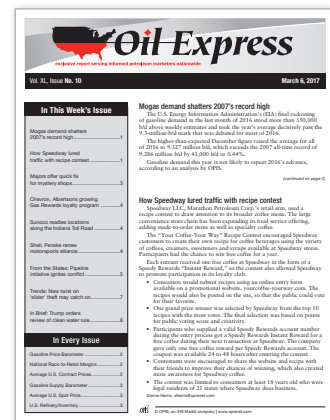 Oil Express
exclusive report serving informed petroleum marketers nationwide
Vol. XL, Issue No. 10
March 6, 2017
In This Week's Issue
Mogas demand shatters
2007's record high...1
How Speedway lured
traffic with recipe contest...1
Majors offer quick fix
for mystery shops...3
Chevron, Albertsons growing
Gas Rewards loyalty program...4
Sunoco readies locations
along the Indiana Toll Road...4
Shell, Penske renew
motorsports alliance...4
From the States: Pipeline
initiative ignites conflict...5
Trends: New twist on
'slider' theft may catch on...7
In Brief: Trump orders
review of clean water rule...8
In Every Issue
Gasoline Price Barometer...2
National Rack-to-Retail Margins...2
Average U.S. Contract Prices...2
Gasoline Supply Barometer...2
Average U.S. Spot Price...3
U.S. Refinery/Inventory...3
Mogas demand shatters 2007's record high
The U.S. Energy Information Administration's (EIA) final reckoning
of gasoline demand in the last month of 2016 stood more than 330,000
b/d above weekly estimates and took the year's average decisively past the
9.3-million-b/d mark that was debated for most of 2016.
The higher-than-expected December figure raised the average for all
of 2016 to 9.327 million b/d, which exceeds the 2007 all-time record of
9.286 million b/d by 41,000 b/d or 0.44%.
Gasoline demand this year is not likely to repeat 2016's advance,
according to an analysis by OPIS.
(continued on page 2)
How Speedway lured traffic with recipe contest
Speedway LLC, Marathon Petroleum Corp.'s retail arm, used a
recipe contest to draw attention to its broader coffee menu. The large
convenience store chain has been expanding its food service offering,
adding made-to-order items as well as specialty coffee.
The "Your Coffee-Your Way" Recipe Contest encouraged Speedway
customers to create their own recipe for coffee beverages using the variety
of coffees, creamers, sweeteners and syrups available at Speedway stores.
Participants had the chance to win free coffee for a year.
Each entrant received one free coffee at Speedway in the form of a
Speedy Rewards "Instant Reward," so the contest also allowed Speedway
to promote participation in its loyalty club.
• Consumers would submit recipes using an online entry form
available on a promotional website, yourcoffee-yourway.com. The
recipes would also be posted on the site, so that the public could vote
for their favorite.
• One grand prize winner was selected by Speedway from the top 10
recipes with the most votes. The final selection was based on points
for public voting score and creativity.
• Participants who supplied a valid Speedy Rewards account number
during the entry process got a Speedy Rewards Instant Reward for a
free coffee during their next transaction at Speedway. The company
gave only one free coffee reward per Speedy Rewards account. The
coupon was available 24 to 48 hours after entering the contest.
• Contestants were encouraged to share the website and recipe with
their friends to improve their chances of winning, which also created
more awareness for Speedway coffee.
• The contest was limited to consumers at least 18 years old who were
legal residents of 21 states where Speedway does business.
Donna Harris, dharris@opisnet.com
OPIS
© OPIS, an IHS Markit company | www.opisnet.com